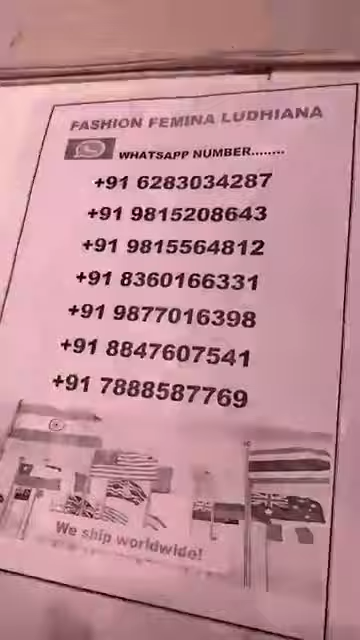 FASHION FEMINA LUDHIANA
WHATSAPP NUMBER........
+91 6283034287
+91 9815208643
+91 9815564812
+91 8360166331
+91 9877016398
+91 8847607541
+91 7888587769
We ship worldwide!